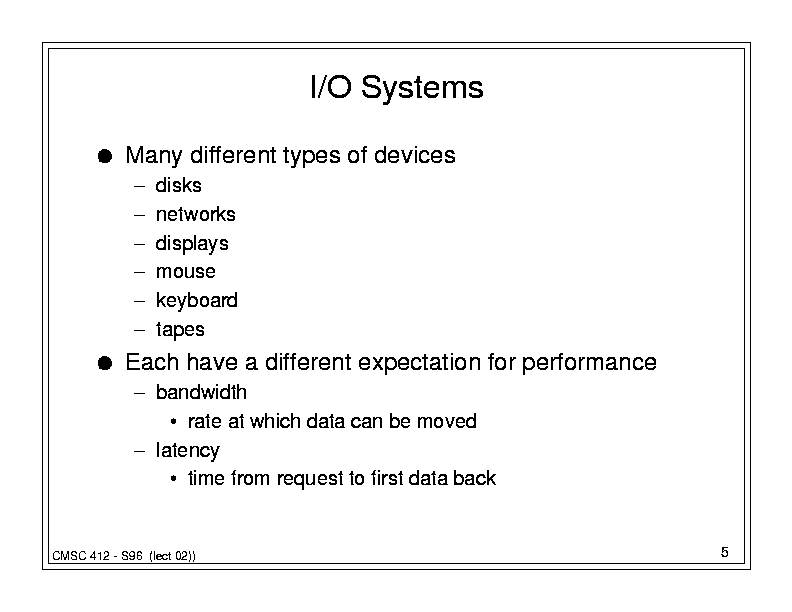 I/O Systems
● Many different types of devices
– disks
– networks
– displays
– mouse
– keyboard
– tapes
● Each have a different expectation for performance
– bandwidth
• rate at which data can be moved
– latency
• time from request to first data back
CMSC 412 - S96 (lect 02))
5